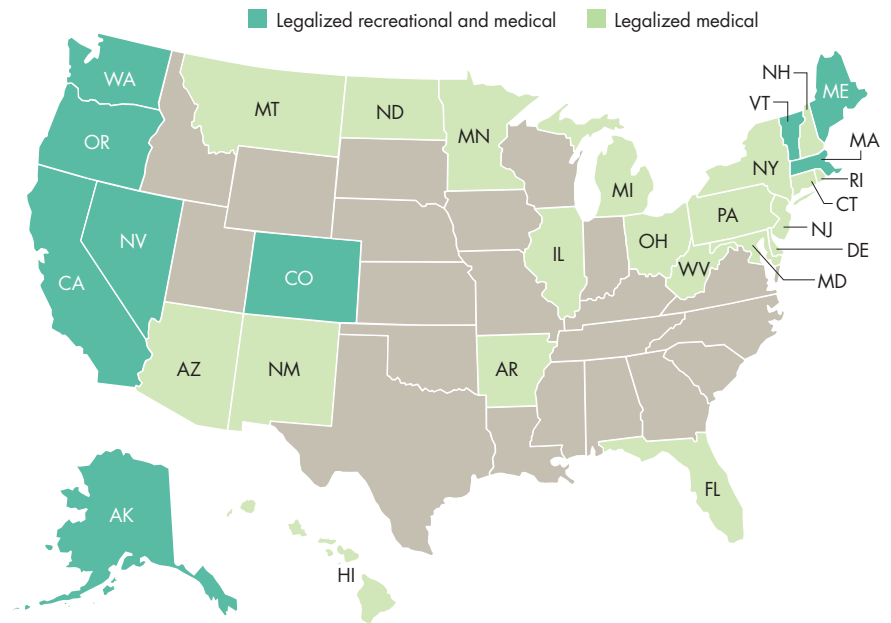 Legalized recreational and medical
Legalized medical
WA
MT
ND
MN
NH
VT
ME
OR
MA
NY
RI
MI
CT
PA
NJ
NV
OH
DE
IL
WV
CA
CO
MD
AZ
NM
AR
FL
AK
HI